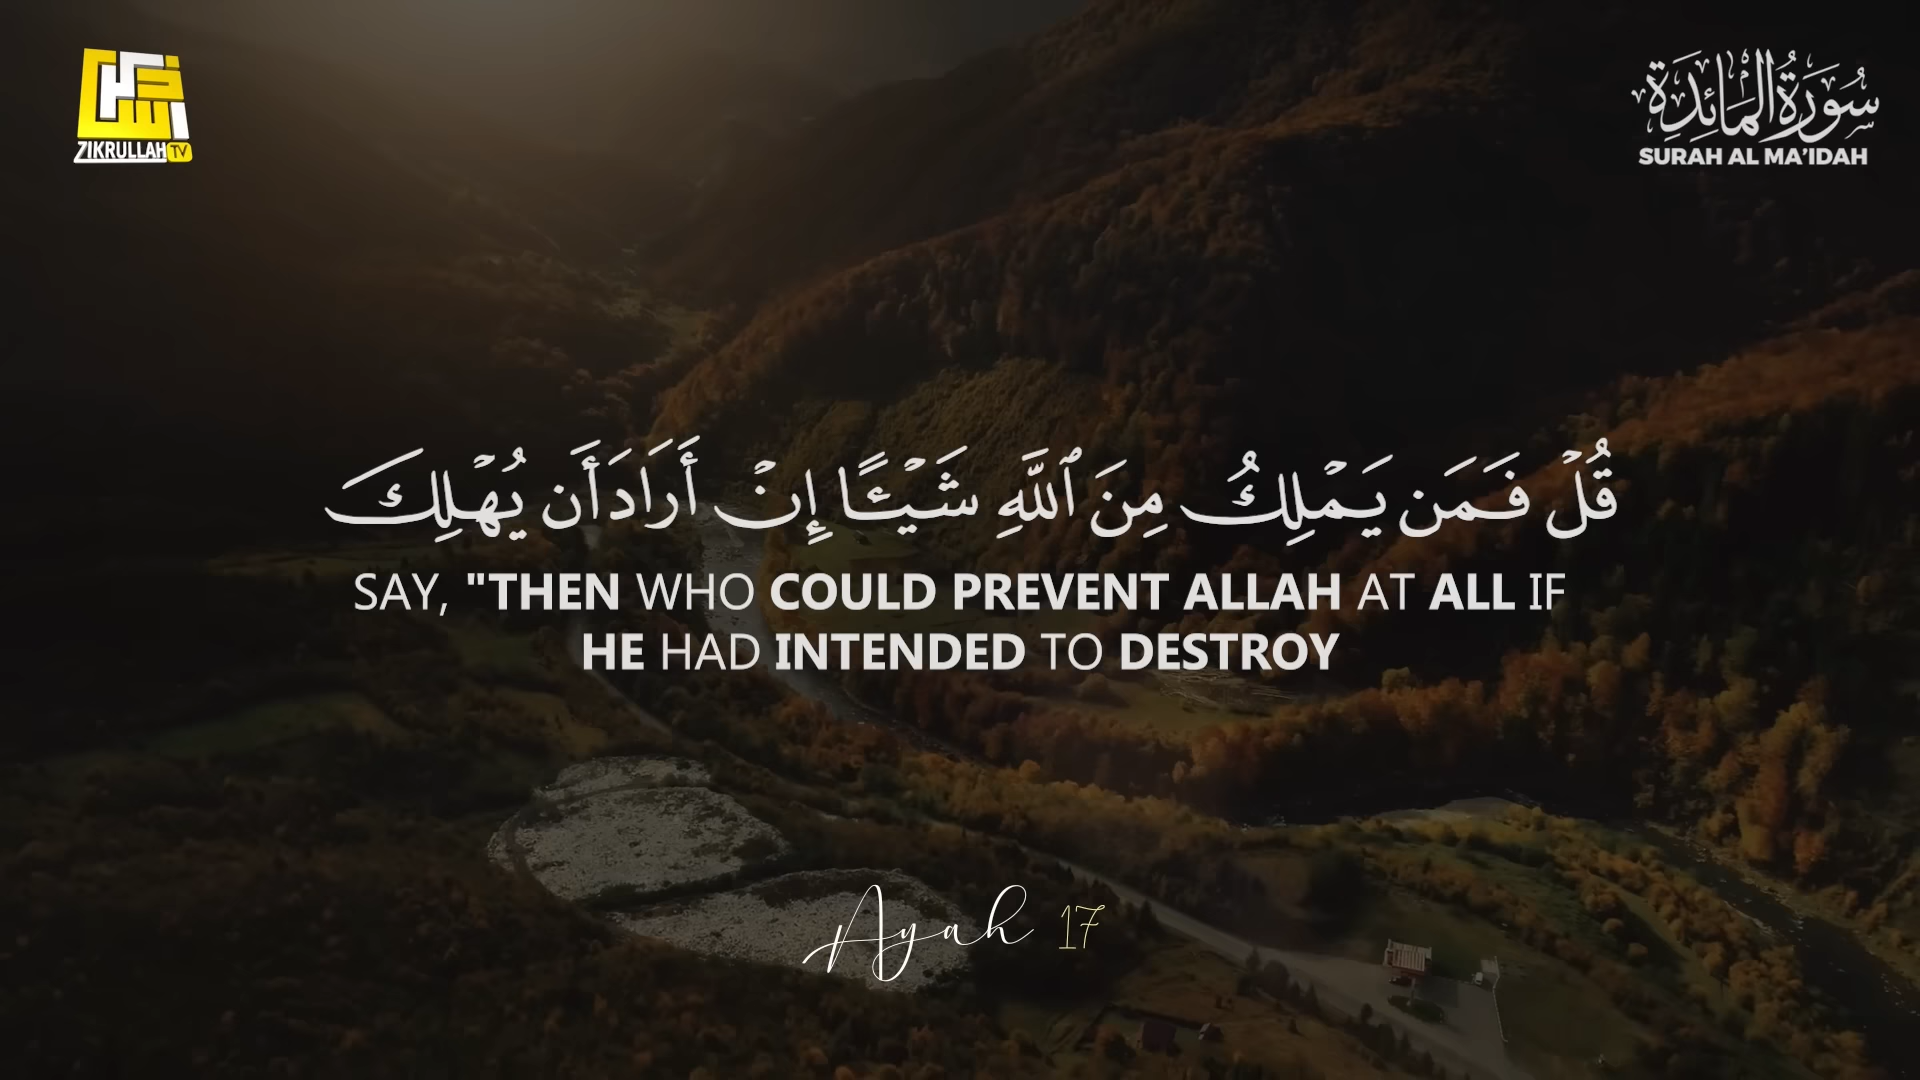 ZIKRULLAH TV
سُورَةُ الْمَائِدَةِ
SURAH AL MA'IDAH
قُلْ فَمَن يَمْلِكُ مِنَ ٱللَّهِ شَيْـًٔا إِنْ أَرَادَ أَن يُهْلِكَ
SAY, "THEN WHO COULD PREVENT ALLAH AT ALL IF
HE HAD INTENDED TO DESTROY
Ayah 17